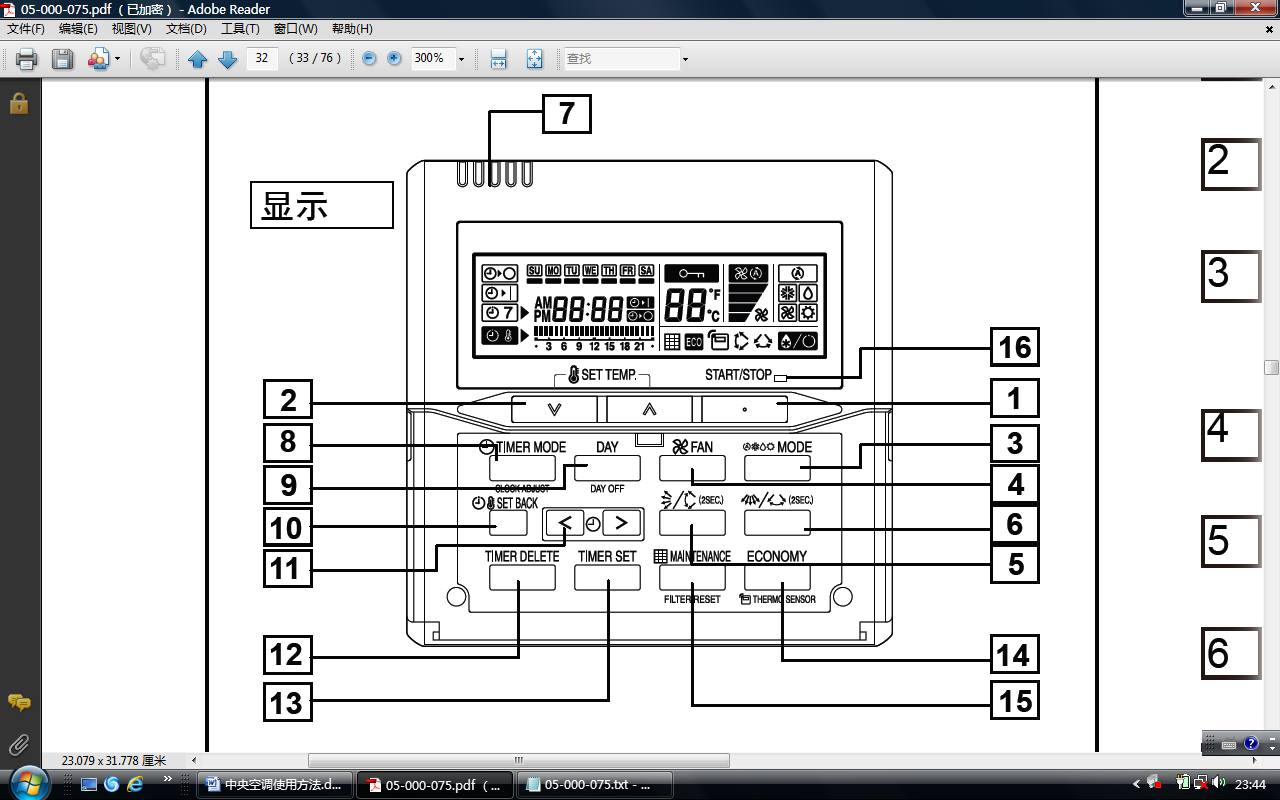 05-000-075.pdf（已加密）- Adobe Reader
文件(F) 编辑(E) 视图(V) 文档(D) 工具(T) 窗口(W) 帮助(H)
32 （33 / 76） 300% 查找
7
显示
2
3
4
5
6
SU MO TU WE TH FR SA
AM
PM 88:88
7
88 °F °C
3 6 9 12 15 18 21
ECO
SET TEMP. START/STOP
16
2
1
8
TIMER MODE DAY FAN MODE
3
9
CLOCK ADJUST DAY OFF
4
SET BACK (2SEC.) (2SEC.)
10
< >
6
11
5
TIMER DELETE TIMER SET MAINTENANCE ECONOMY
FILTER RESET THERMO SENSOR
12
14
13
15
23.079 x 31.778 厘米
中央空调使用方法.d...
05-000-075.pdf （...
05-000-075.txt - ...
23:44